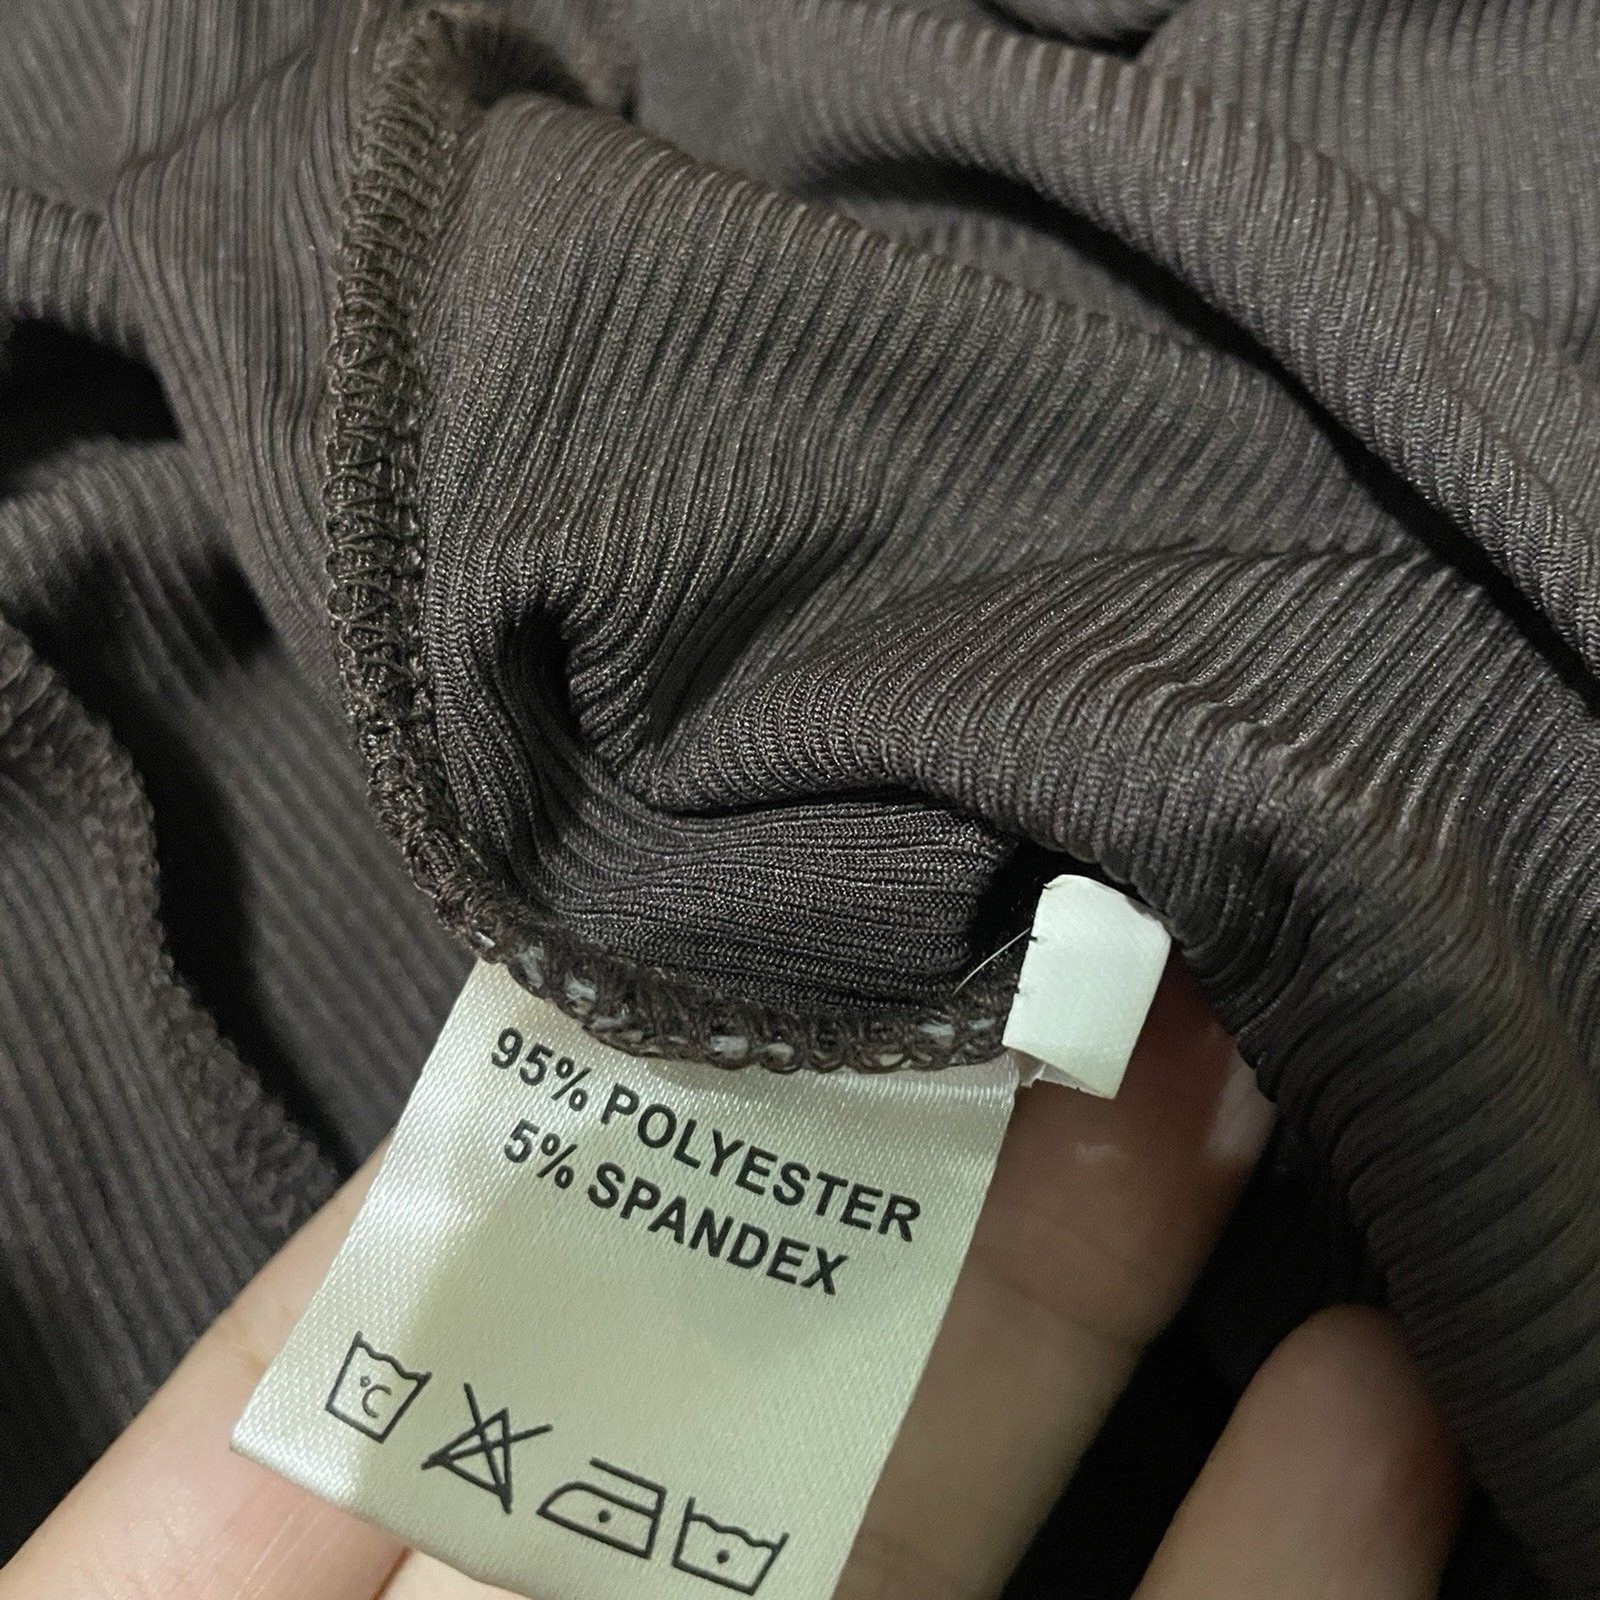 95% POLYESTER
5% SPANDEX
°C